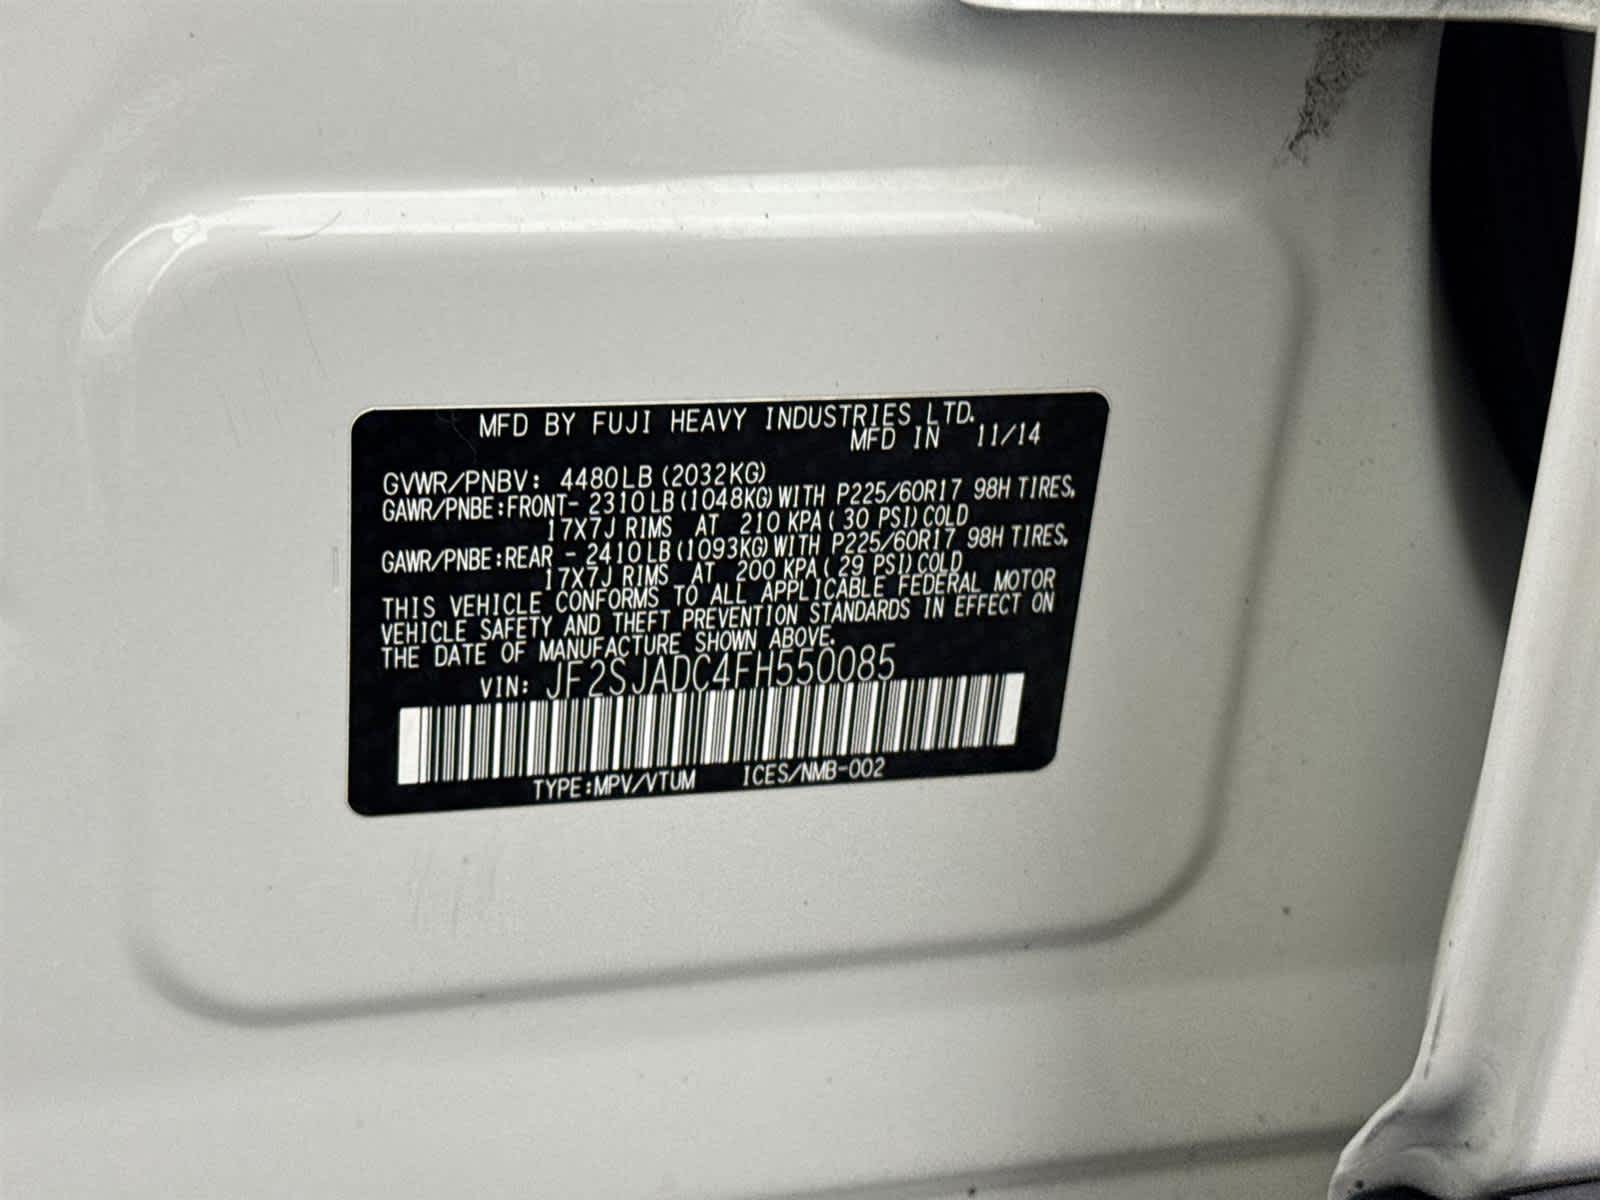 MFD BY FUJI HEAVY INDUSTRIES LTD.
MFD IN 11/14
GVWR/PNBV: 4480LB (2032KG)
GAWR/PNBE:FRONT- 2310LB (1048KG) WITH P225/60R17 98H TIRES,
17X7J RIMS AT 210 KPA( 30 PSI)COLD
GAWR/PNBE:REAR - 2410LB (1093KG) WITH P225/60R17 98H TIRES,
17X7J RIMS AT 200 KPA( 29 PSI)COLD
THIS VEHICLE CONFORMS TO ALL APPLICABLE FEDERAL MOTOR
VEHICLE SAFETY AND THEFT PREVENTION STANDARDS IN EFFECT ON
THE DATE OF MANUFACTURE SHOWN ABOVE.
VIN: JF2SJADC4FH550085
TYPE:MPV/VTUM ICES/NMB-002